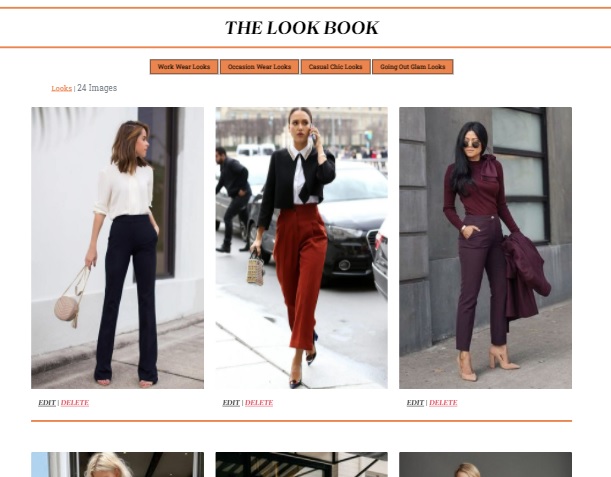 THE LOOK BOOK
Work Wear Looks Occasion Wear Looks Casual Chic Looks Going Out Glam Looks
Looks | 24 Images
EDIT | DELETE EDIT | DELETE EDIT | DELETE